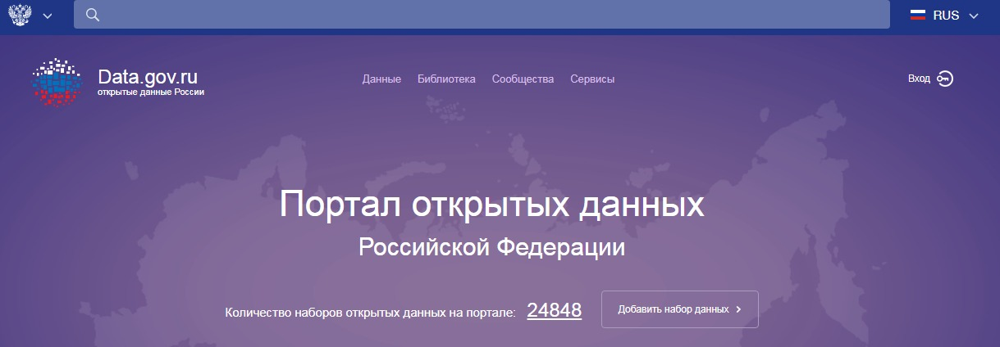 RUS
Data.gov.ru
открытые данные России
Данные Библиотека Сообщества Сервисы
Вход
Портал открытых данных
Российской Федерации
Количество наборов открытых данных на портале: 24848
Добавить набор данных